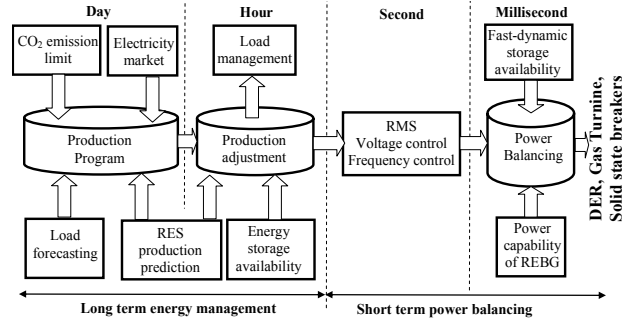 Day
Hour
Second
Millisecond
CO₂ emission
limit
Electricity
market
Load
management
Fast-dynamic
storage
availability
Production
Program
Production
adjustment
RMS
Voltage control
Frequency control
Power
Balancing
DER, Gas Turnine,
Solid state breakers
Load
forecasting
RES
production
prediction
Energy
storage
availability
Power
capability
of REBG
Long term energy management
Short term power balancing